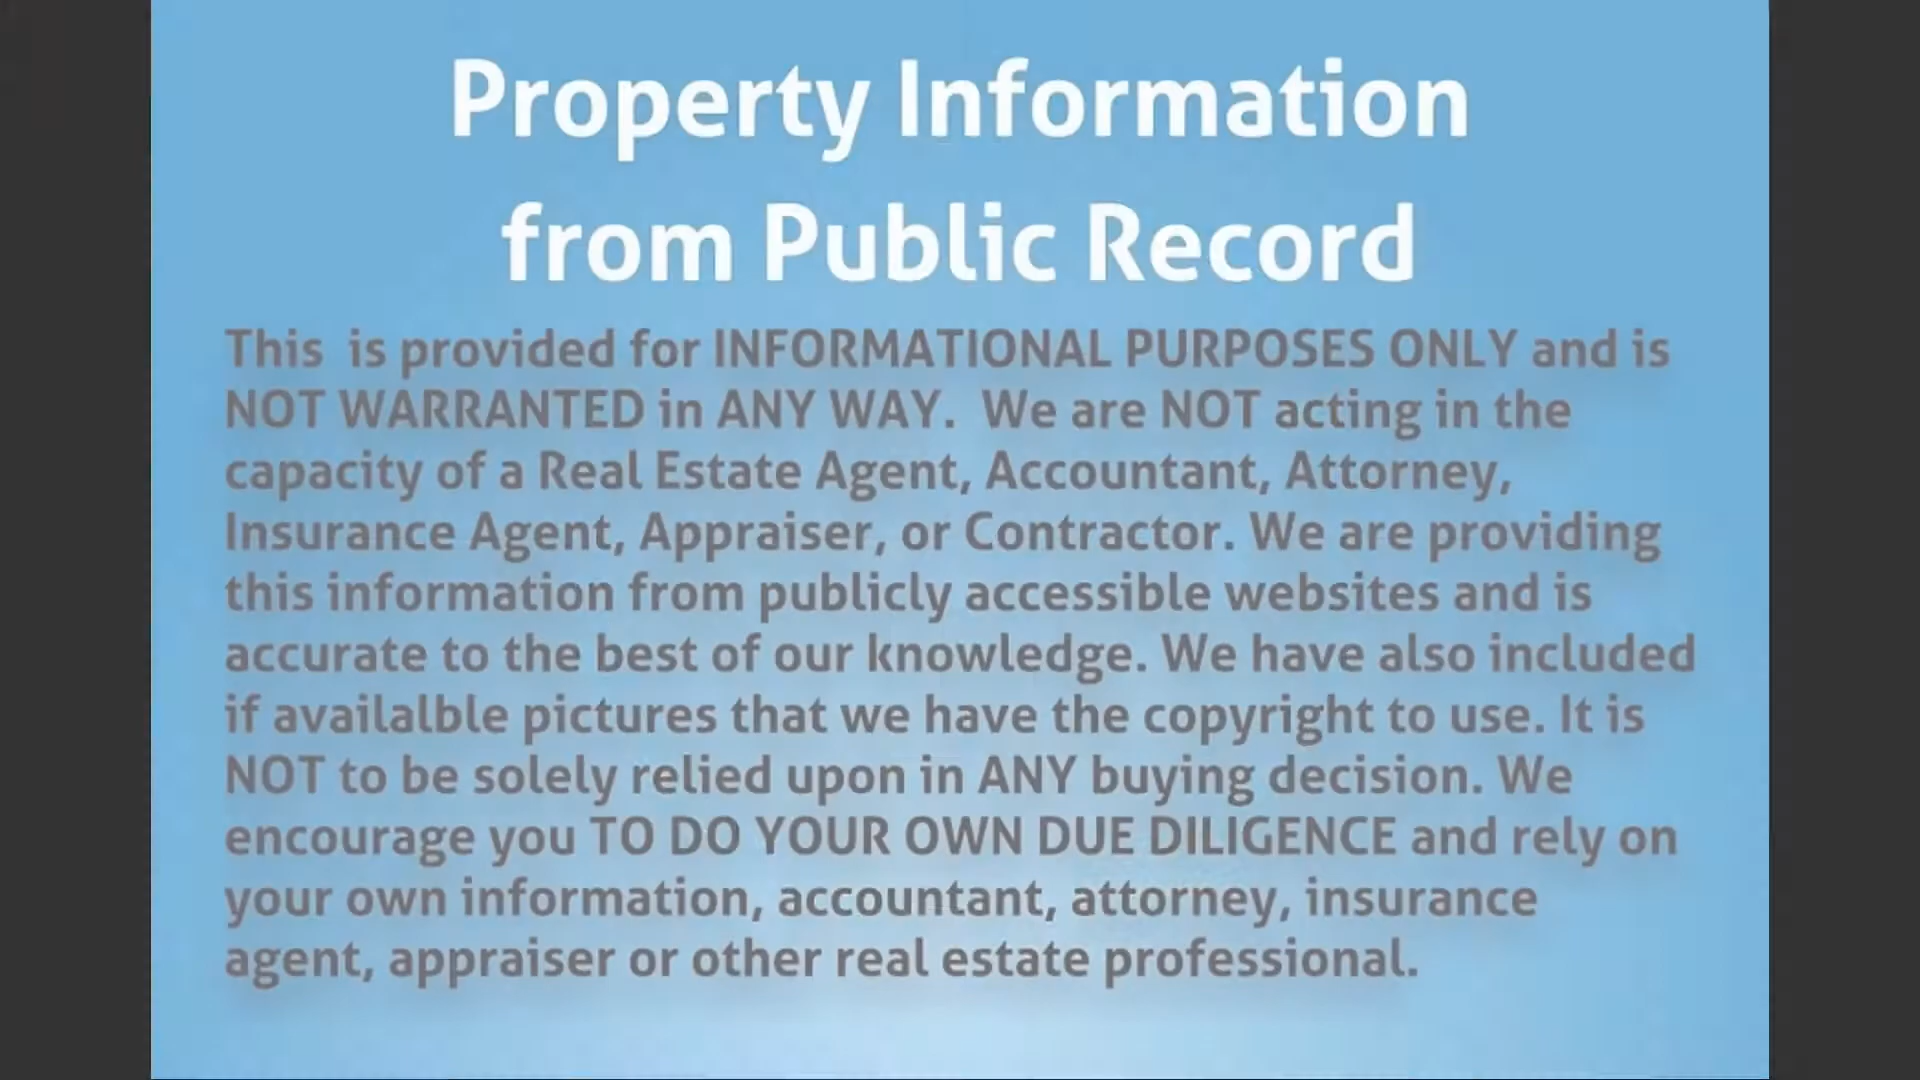 Property Information
from Public Record
This  is provided for INFORMATIONAL PURPOSES ONLY and is
NOT WARRANTED in ANY WAY.  We are NOT acting in the
capacity of a Real Estate Agent, Accountant, Attorney,
Insurance Agent, Appraiser, or Contractor. We are providing
this information from publicly accessible websites and is
accurate to the best of our knowledge. We have also included
if availalble pictures that we have the copyright to use. It is
NOT to be solely relied upon in ANY buying decision. We
encourage you TO DO YOUR OWN DUE DILIGENCE and rely on
your own information, accountant, attorney, insurance
agent, appraiser or other real estate professional.